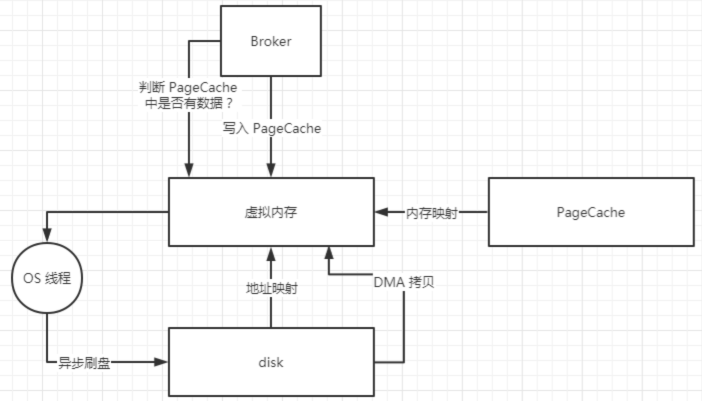 Broker
判断 PageCache
中是否有数据？
写入 PageCache
虚拟内存
内存映射
PageCache
OS 线程
地址映射
DMA 拷贝
异步刷盘
disk